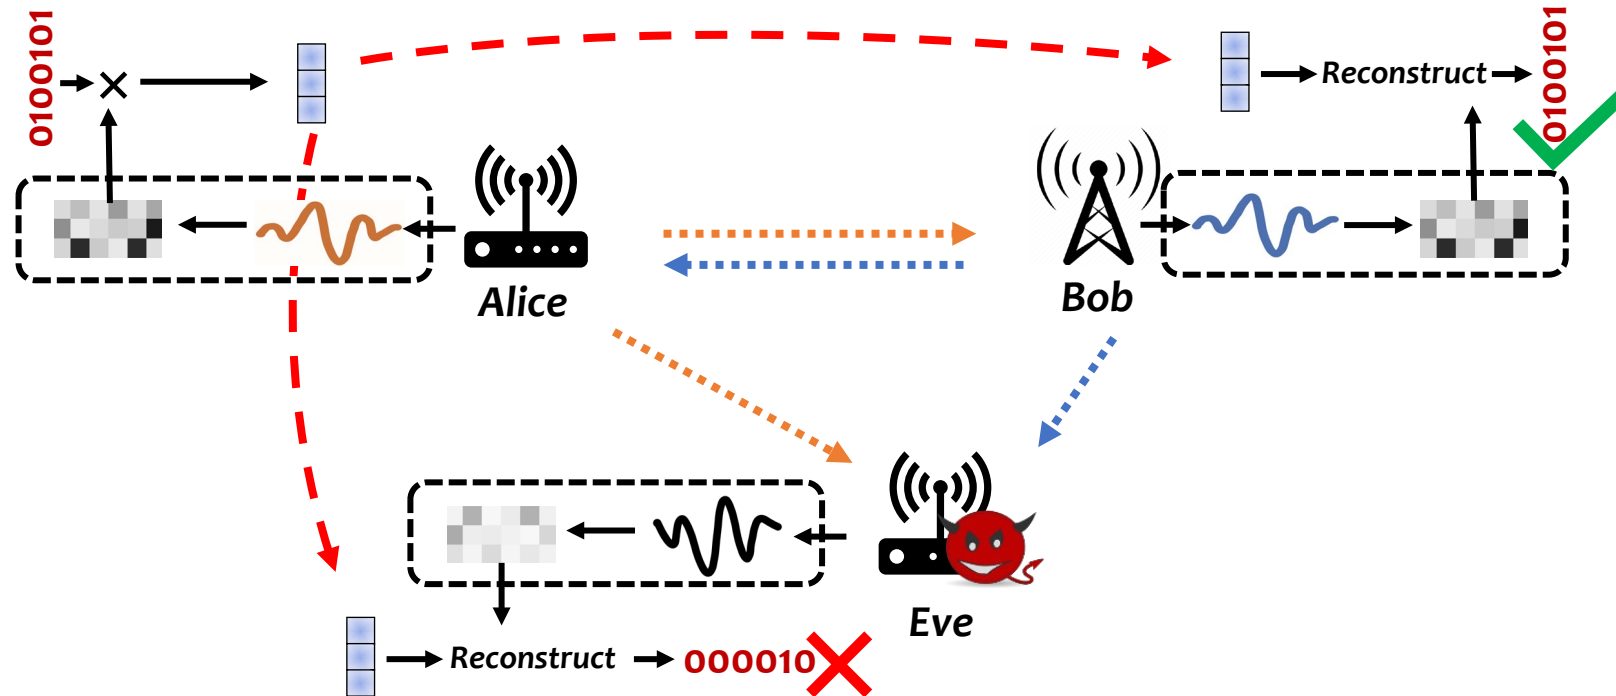 0100101
×
Reconstruct
0100101
Alice
Bob
Eve
Reconstruct
000010